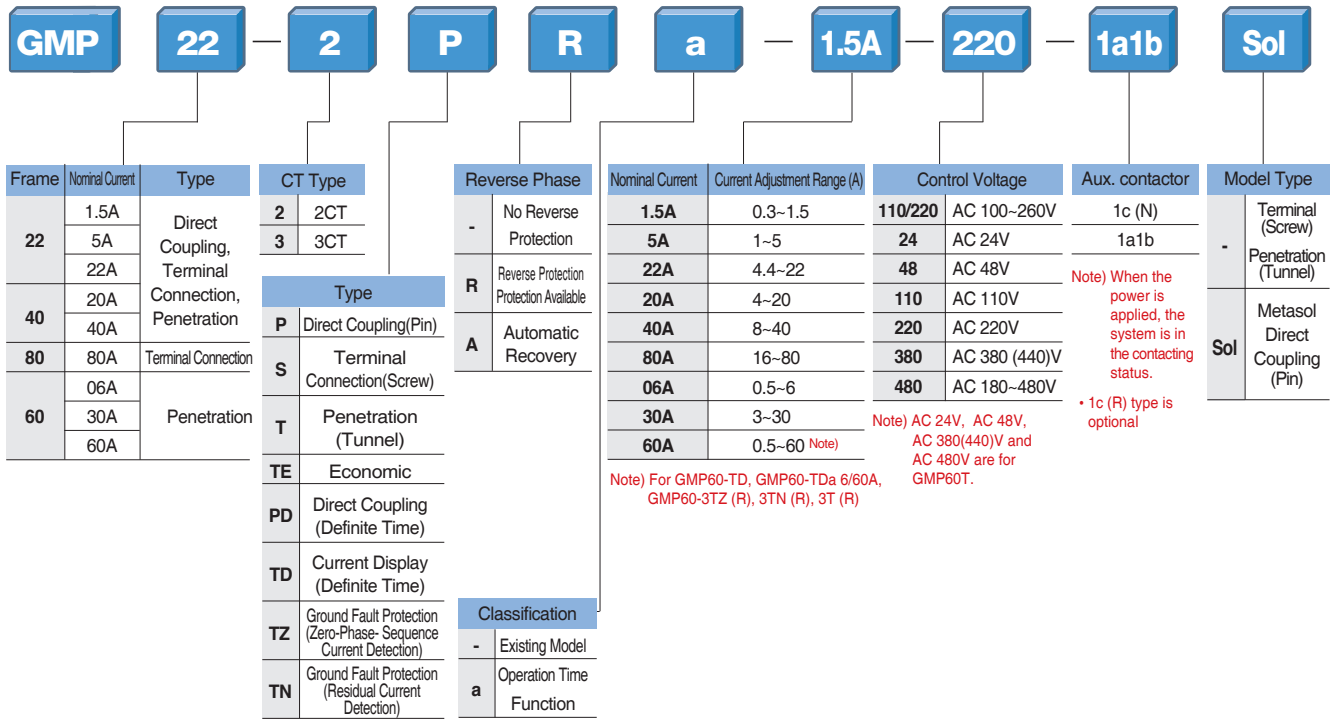 GMP 22 — 2 P R a — 1.5A — 220 — 1a1b Sol
Frame Nominal Current Type
22 1.5A Direct Coupling, Terminal Connection, Penetration
5A
22A
40 20A
40A
80 80A Terminal Connection
60 06A Penetration
30A
60A
CT Type
2 2CT
3 3CT
Type
P Direct Coupling(Pin)
S Terminal
Connection(Screw)
T Penetration
(Tunnel)
TE Economic
PD Direct Coupling
(Definite Time)
TD Current Display
(Definite Time)
TZ Ground Fault Protection
(Zero-Phase- Sequence
Current Detection)
TN Ground Fault Protection
(Residual Current
Detection)
Reverse Phase
- No Reverse
Protection
R Reverse Protection
Protection Available
A Automatic
Recovery
Classification
- Existing Model
a Operation Time
Function
Nominal Current Current Adjustment Range (A)
1.5A 0.3~1.5
5A 1~5
22A 4.4~22
20A 4~20
40A 8~40
80A 16~80
06A 0.5~6
30A 3~30
60A 0.5~60 Note)
Note) For GMP60-TD, GMP60-TDa 6/60A,
GMP60-3TZ (R), 3TN (R), 3T (R)
Control Voltage
110/220 AC 100~260V
24 AC 24V
48 AC 48V
110 AC 110V
220 AC 220V
380 AC 380 (440)V
480 AC 180~480V
Note) AC 24V, AC 48V,
AC 380(440)V and
AC 480V are for
GMP60T.
Aux. contactor
1c (N)
1a1b
Note) When the
power is
applied, the
system is in
the contacting
status.
• 1c (R) type is
optional
Model Type
- Terminal
(Screw)
Penetration
(Tunnel)
Sol Metasol
Direct
Coupling
(Pin)